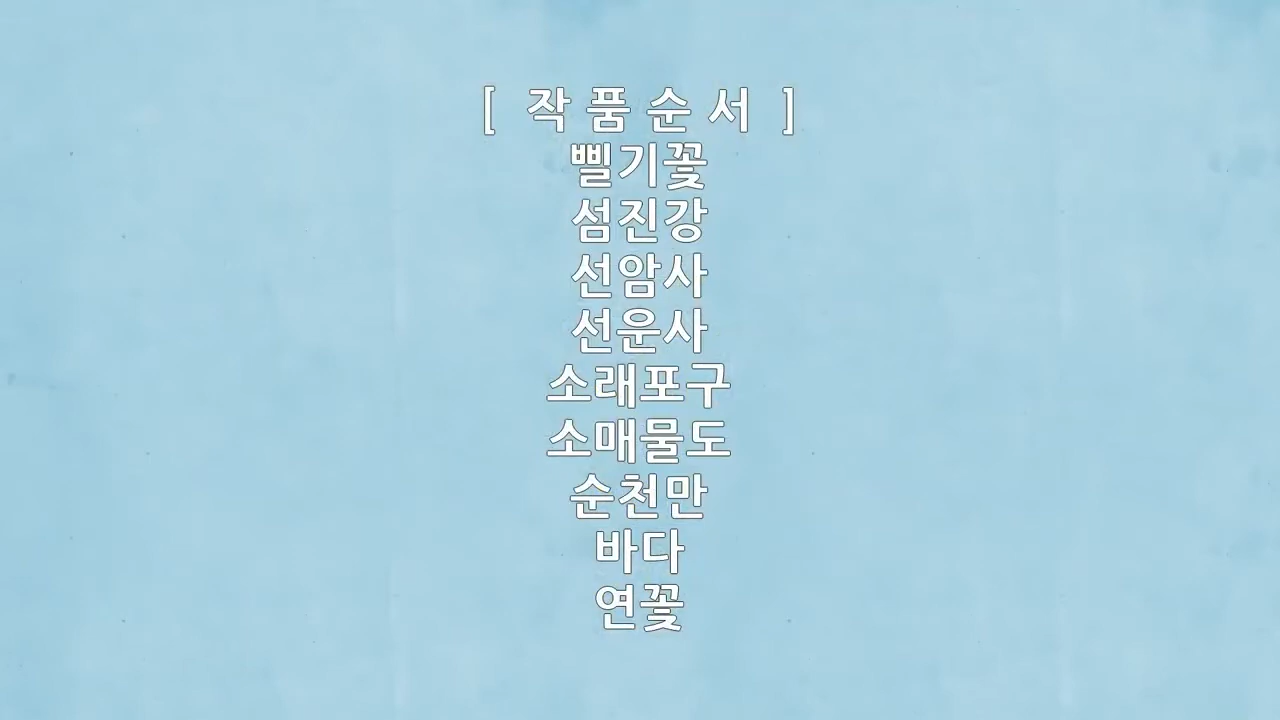 [ 작 품 순 서 ]
삘기꽃
섬진강
선암사
선운사
소래포구
소매물도
순천만
바다
연꽃